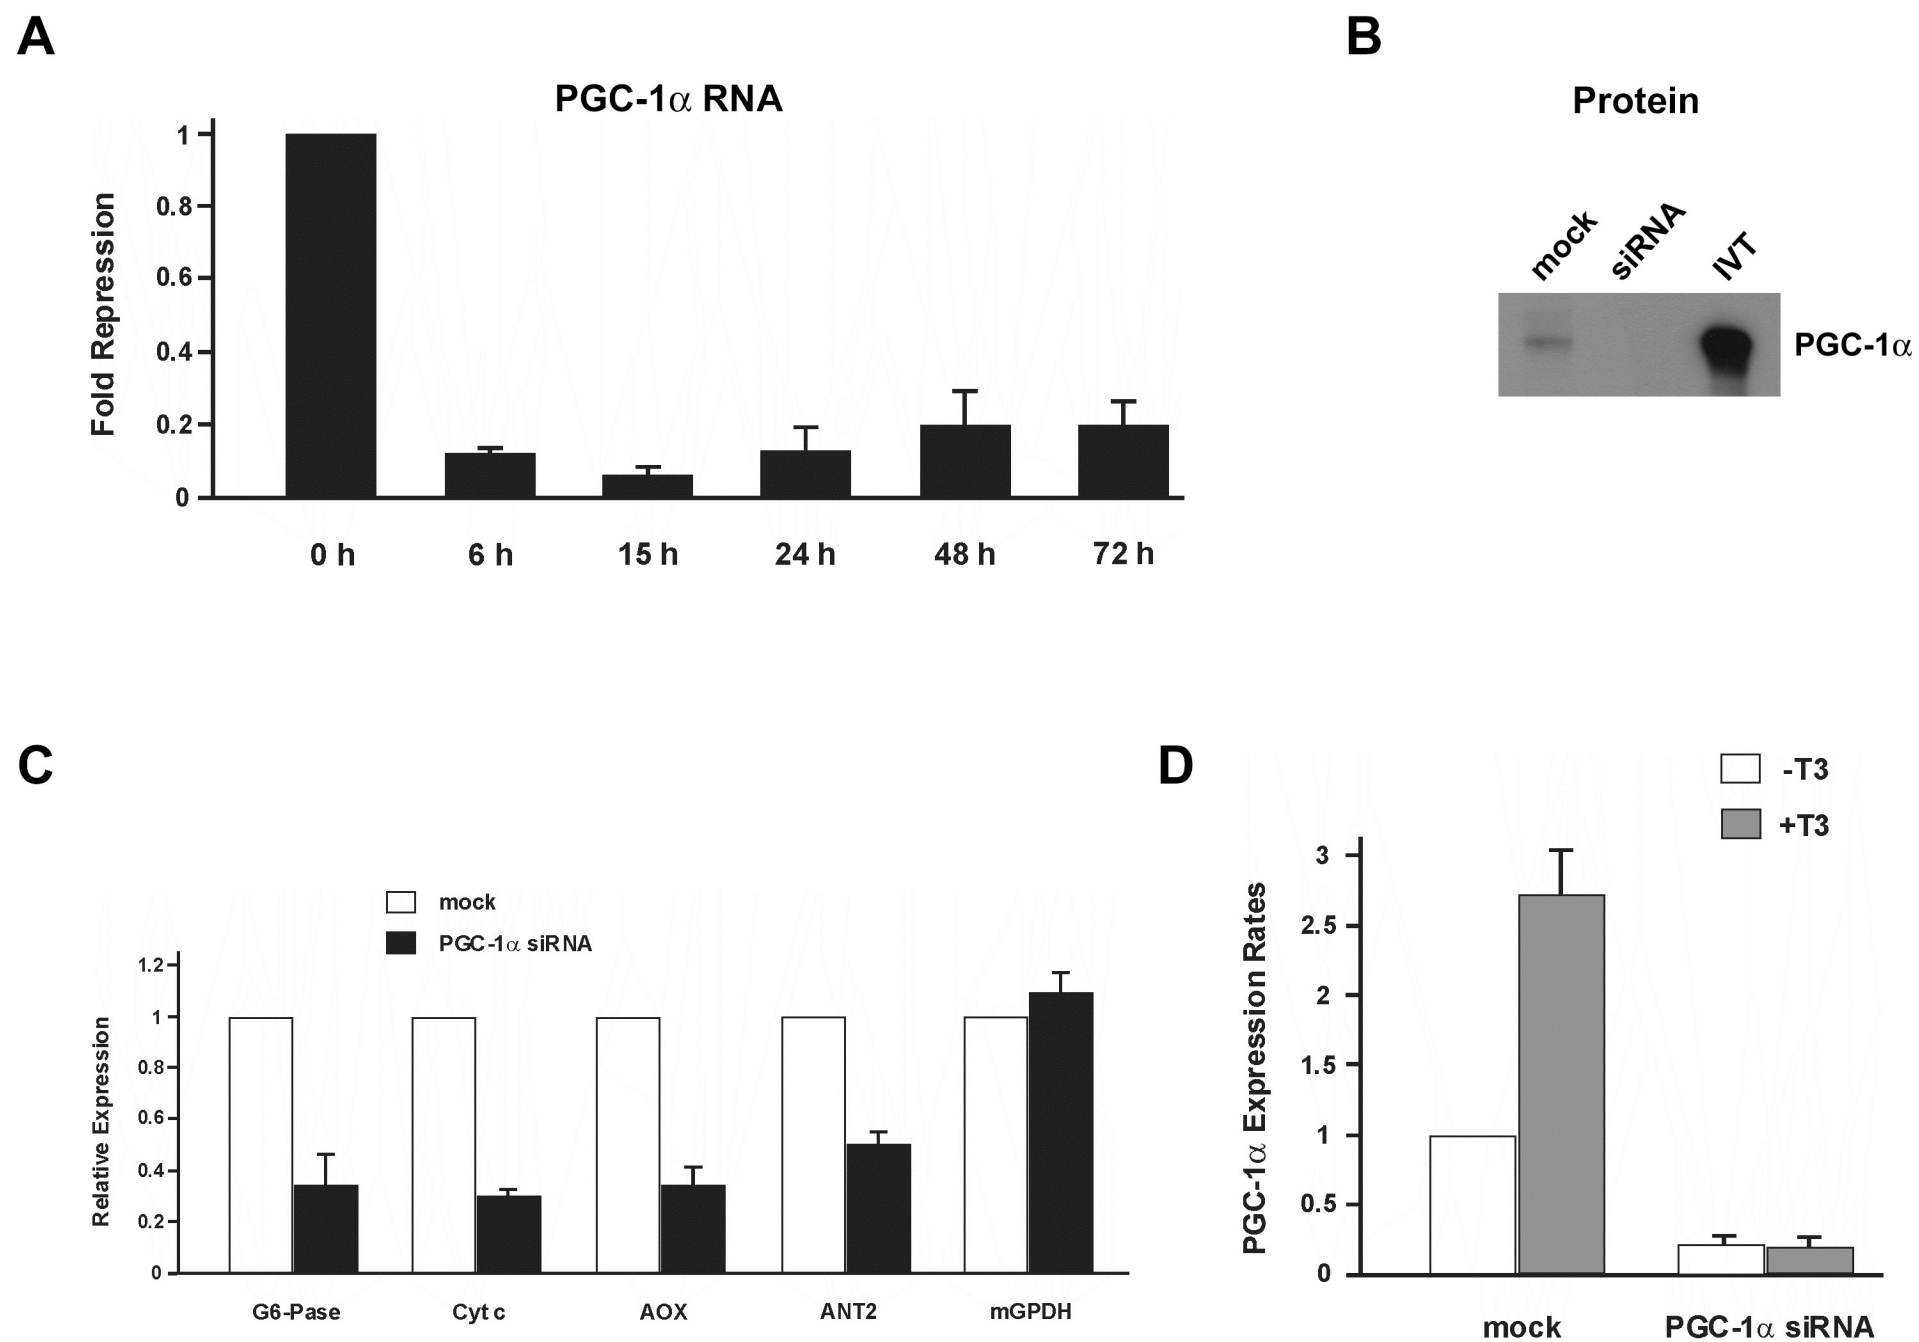 A
PGC-1α RNA
Fold Repression
1
0.8
0.6
0.4
0.2
0
0 h
6 h
15 h
24 h
48 h
72 h
B
Protein
mock
siRNA
IVT
PGC-1α
C
mock
PGC-1α siRNA
Relative Expression
1.2
1
0.8
0.6
0.4
0.2
0
G6-Pase
Cyt c
AOX
ANT2
mGPDH
D
-T3
+T3
PGC-1α Expression Rates
3
2.5
2
1.5
1
0.5
0
mock
PGC-1α siRNA